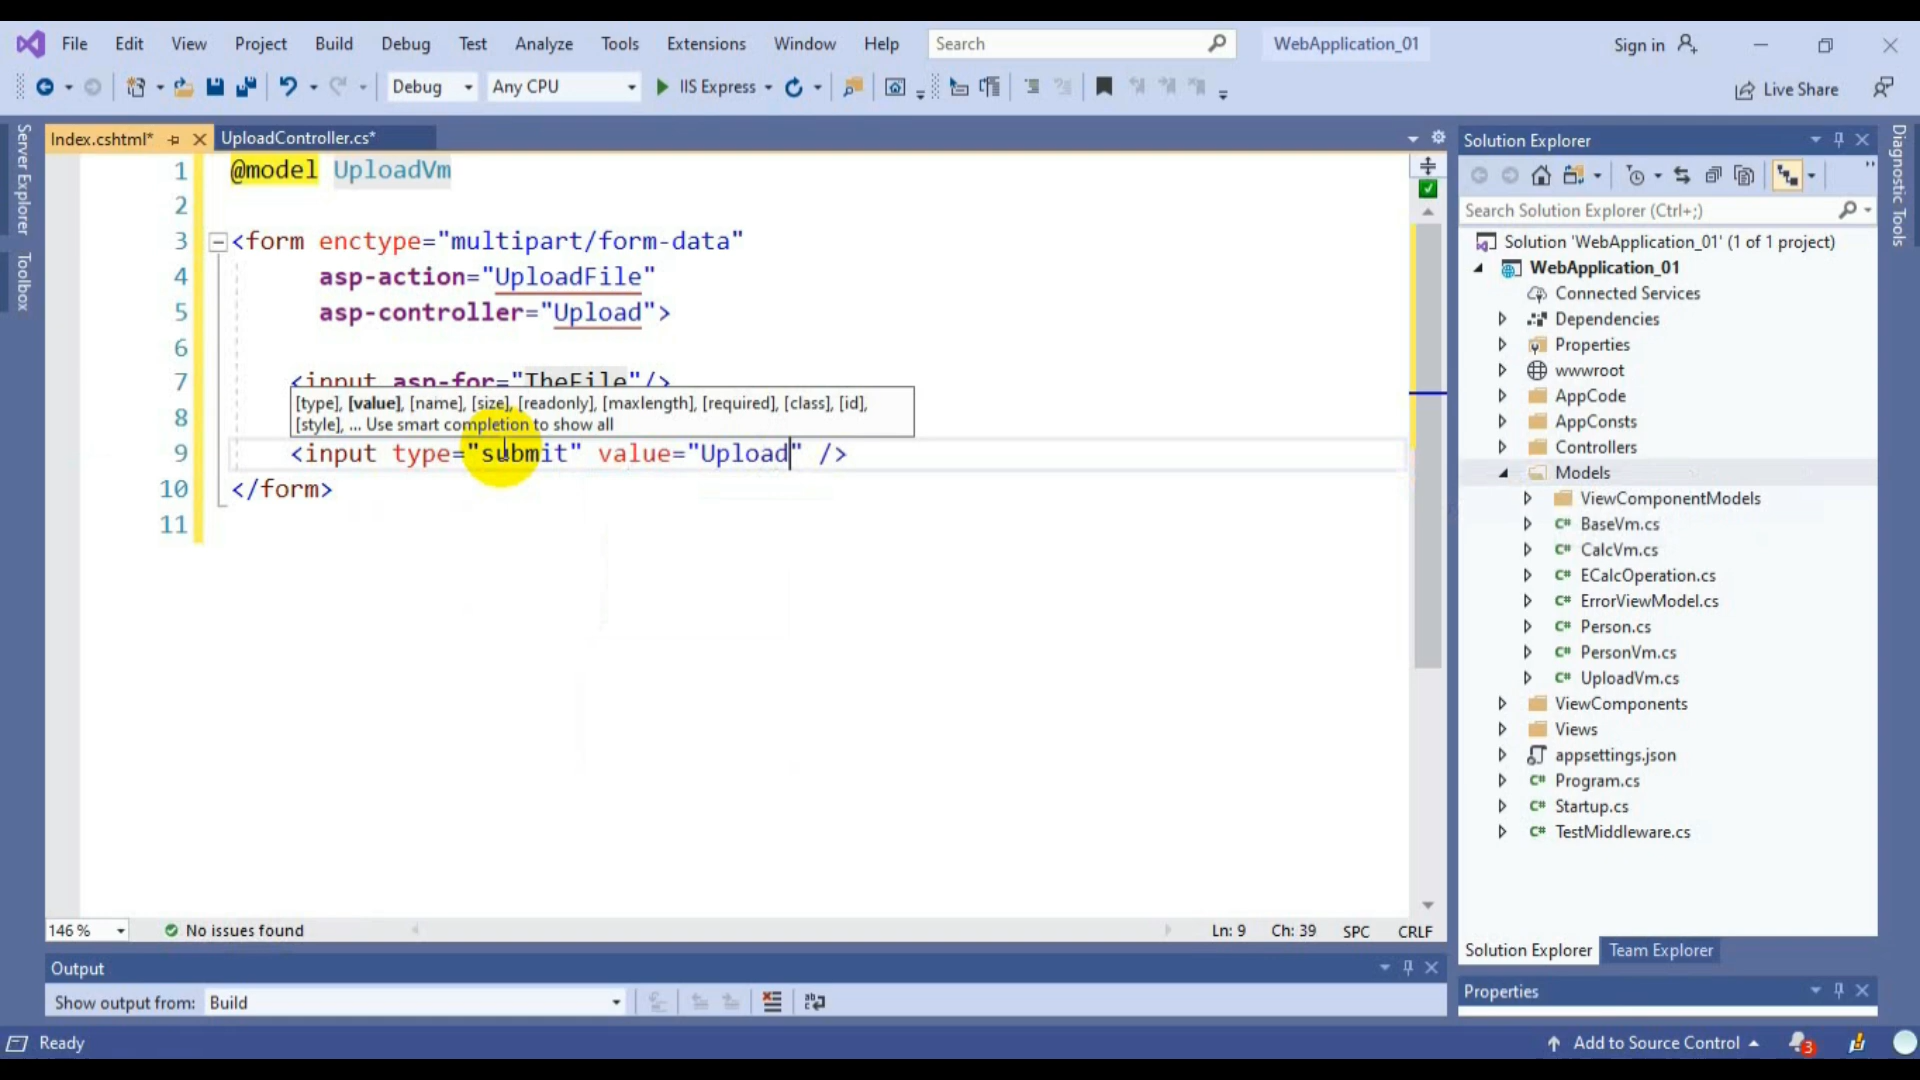 File Edit View Project Build Debug Test Analyze Tools Extensions Window Help Search WebApplication_01 Sign in
Debug Any CPU IIS Express Live Share
Server Explorer
Toolbox
Index.cshtml* UploadController.cs*
1 @model UploadVm
2
3 <form enctype="multipart/form-data"
4 asp-action="UploadFile"
5 asp-controller="Upload">
6
7 <input asp-for="TheFile"/>
[type], [value], [name], [size], [readonly], [maxlength], [required], [class], [id],
8 [style], ... Use smart completion to show all
9 <input type="submit" value="Upload" />
10 </form>
11
146 % No issues found Ln: 9 Ch: 39 SPC CRLF
Output
Show output from: Build
Solution Explorer
Search Solution Explorer (Ctrl+;)
Solution 'WebApplication_01' (1 of 1 project)
WebApplication_01
Connected Services
Dependencies
Properties
wwwroot
AppCode
AppConsts
Controllers
Models
ViewComponentModels
C# BaseVm.cs
C# CalcVm.cs
C# ECalcOperation.cs
C# ErrorViewModel.cs
C# Person.cs
C# PersonVm.cs
C# UploadVm.cs
ViewComponents
Views
appsettings.json
C# Program.cs
C# Startup.cs
C# TestMiddleware.cs
Solution Explorer Team Explorer
Properties
Diagnostic Tools
Ready Add to Source Control 3